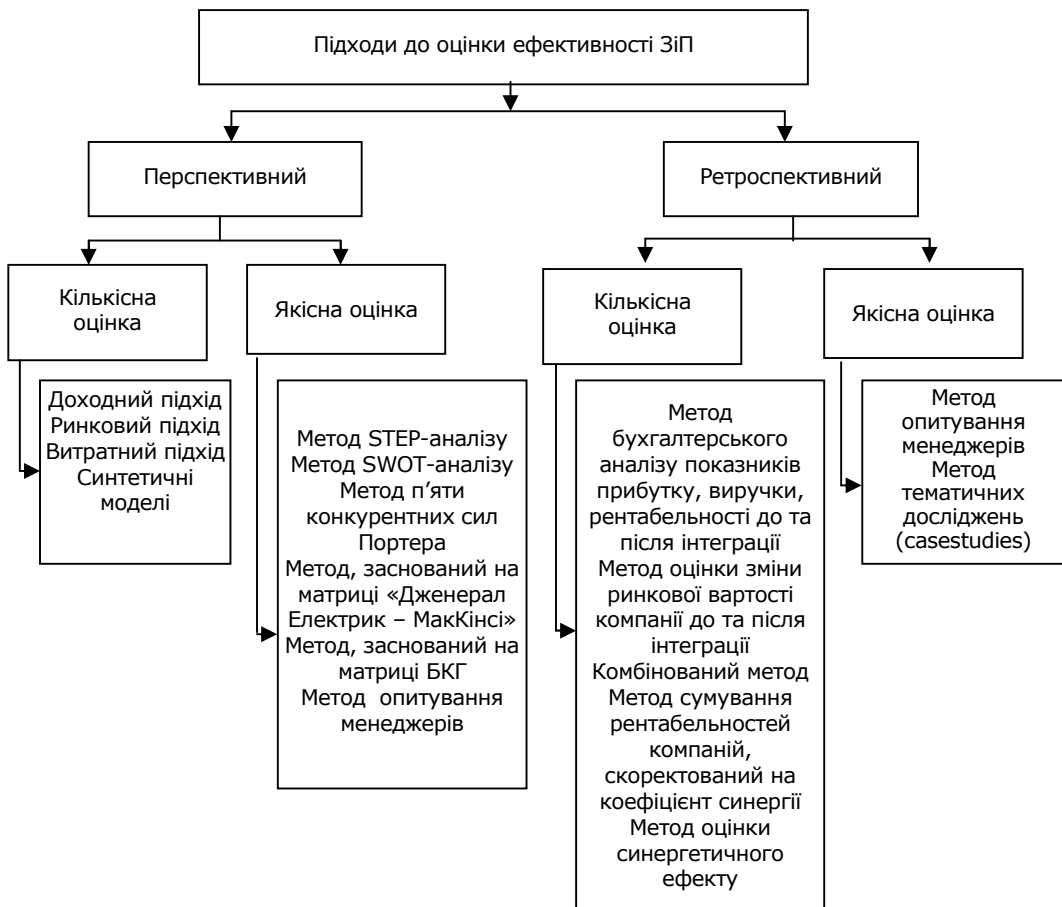 Підходи до оцінки ефективності ЗіП
Перспективний
Ретроспективний
Кількісна
оцінка
Якісна оцінка
Кількісна
оцінка
Якісна оцінка
Доходний підхід
Ринковий підхід
Витратний підхід
Синтетичні
моделі
Метод STEP-аналізу
Метод SWOT-аналізу
Метод п’яти
конкурентних сил
Портера
Метод, заснований на
матриці «Дженерал
Електрик – МакКінсі»
Метод, заснований на
матриці БКГ
Метод опитування
менеджерів
Метод
бухгалтерського
аналізу показників
прибутку, виручки,
рентабельності до та
після інтеграції
Метод оцінки зміни
ринкової вартості
компанії до та після
інтеграції
Комбінований метод
Метод сумування
рентабельностей
компаній,
скоректований на
коефіцієнт синергії
Метод оцінки
синергетичного
ефекту
Метод
опитування
менеджерів
Метод
тематичних
досліджень
(casestudies)